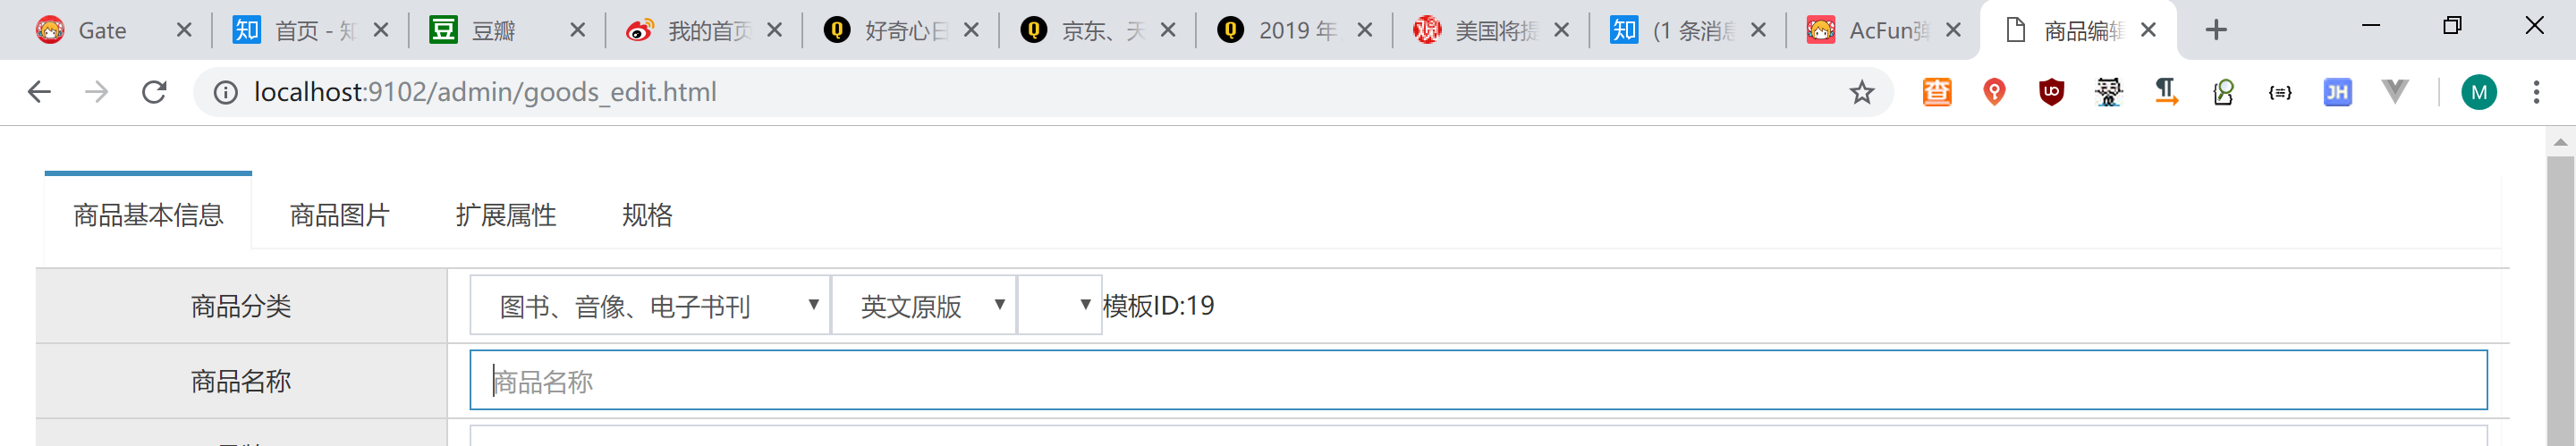 Gate
首页 - 知
豆瓣
我的首页
好奇心日
京东、天
2019 年
美国将提
(1 条消息
AcFun弹
商品编辑
localhost:9102/admin/goods_edit.html
M
商品基本信息 商品图片 扩展属性 规格
商品分类 图书、音像、电子书刊 英文原版 模板ID:19
商品名称 商品名称